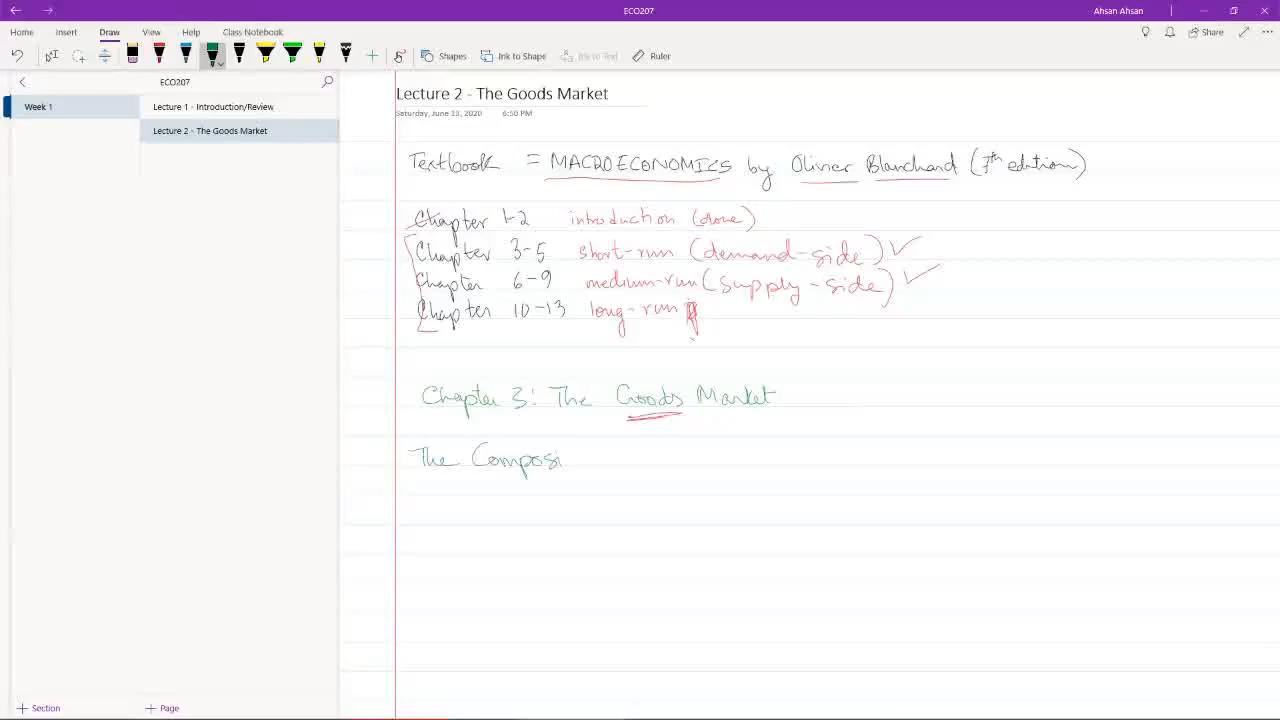 ECO207
Ahsan Ahsan
Home Insert Draw View Help Class Notebook
Share
Shapes Ink to Shape Ink to Text Ruler
ECO207
Week 1
Lecture 1 - Introduction/Review
Lecture 2 - The Goods Market
+ Section
+ Page
Lecture 2 - The Goods Market
Saturday, June 13, 2020 6:50 PM
Textbook = MACROECONOMICS by Olivier Blanchard (7th edition)
Chapter 1-2 introduction (done)
Chapter 3-5 short-run (demand-side)
Chapter 6-9 medium-run (supply-side)
Chapter 10-13 long-run
Chapter 3: The Goods Market
The Composi